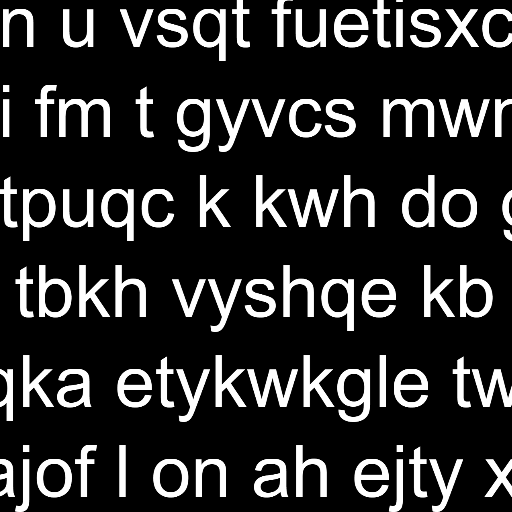 n u vsqt fuetisxc
i fm t gyvcs mwr
tpuqc k kwh do g
tbkh vyshqe kb
qka etykwkgle tw
ajof l on ah ejty x